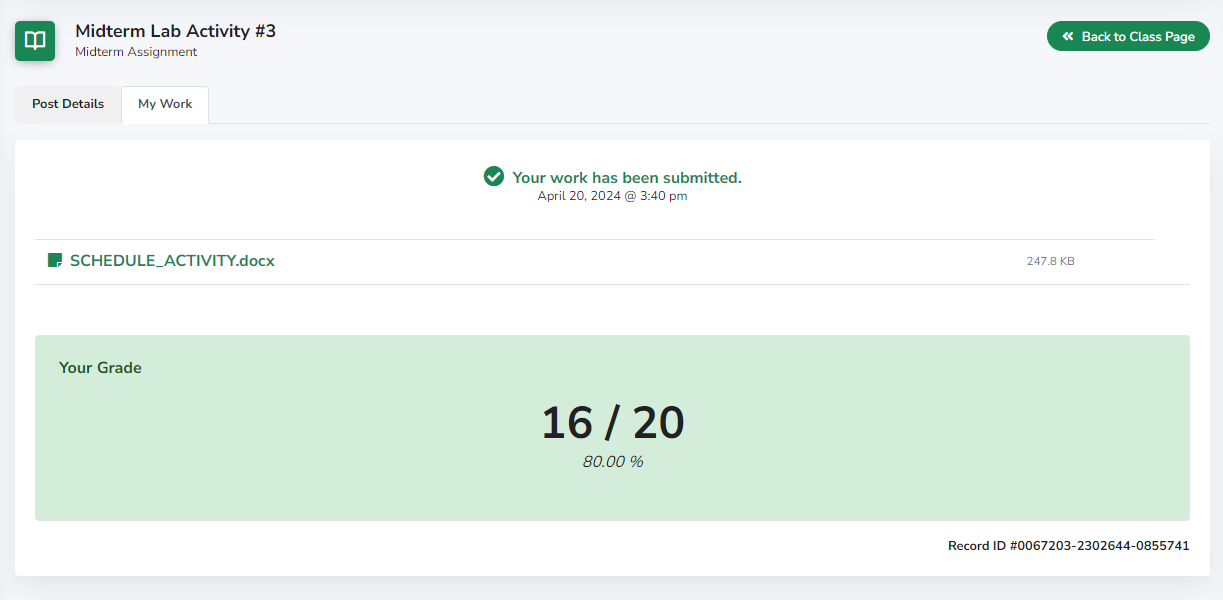 Midterm Lab Activity #3
Midterm Assignment
Back to Class Page
Post Details
My Work
Your work has been submitted.
April 20, 2024 @ 3:40 pm
SCHEDULE_ACTIVITY.docx
247.8 KB
Your Grade
16 / 20
80.00 %
Record ID #0067203-2302644-0855741